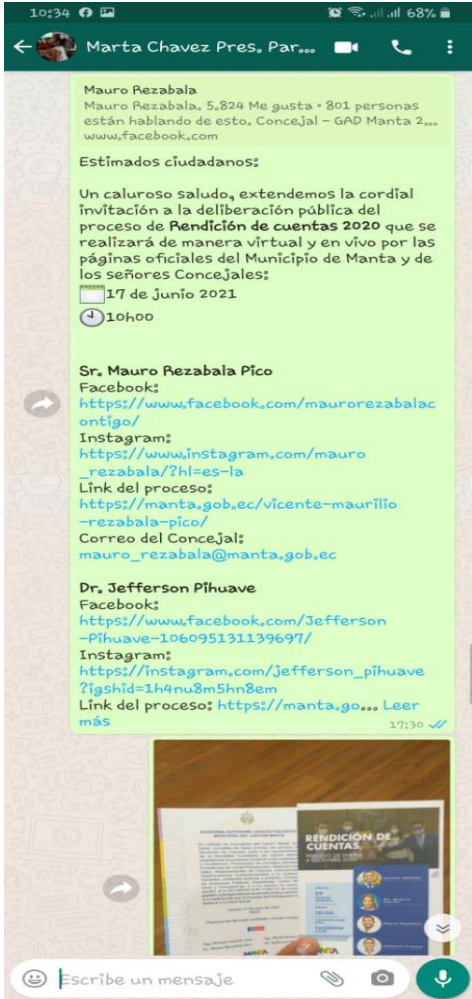 10:34
68%
Marta Chavez Pres. Par...
Mauro Rezabala
Mauro Rezabala. 5.824 Me gusta • 801 personas
están hablando de esto. Concejal – GAD Manta 2...
www.facebook.com
Estimados ciudadanos:
Un caluroso saludo, extendemos la cordial
invitación a la deliberación pública del
proceso de Rendición de cuentas 2020 que se
realizará de manera virtual y en vivo por las
páginas oficiales del Municipio de Manta y de
los señores Concejales:
17 de junio 2021
10h00
Sr. Mauro Rezabala Pico
Facebook:
https://www.facebook.com/maurorezabalac
ontigo/
Instagram:
https://www.instagram.com/mauro
_rezabala/?hl=es-la
Link del proceso:
https://manta.gob.ec/vicente-maurilio
-rezabala-pico/
Correo del Concejal:
mauro_rezabala@manta.gob.ec
Dr. Jefferson Pihuave
Facebook:
https://www.facebook.com/Jefferson
-Pihuave-106095131139697/
Instagram:
https://instagram.com/jefferson_pihuave
?igshid=1h4nu8m5hn8em
Link del proceso: https://manta.go... Leer
más
17:30
RENDICIÓN DE
CUENTAS
17
10:00
FACEBOOK
LIVE
MANTA
Escribe un mensaje